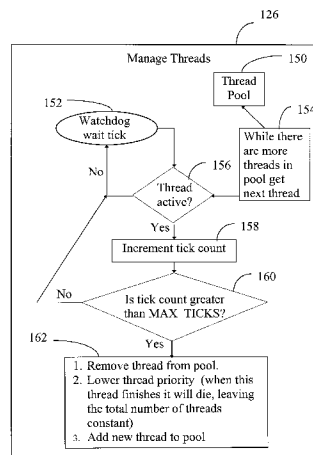 126
Manage Threads
150
Thread
Pool
152
Watchdog
wait tick
154
While there
are more
threads in
pool get
next thread
No
156
Thread
active?
Yes
158
Increment tick count
160
No
Is tick count greater
than MAX TICKS?
Yes
162
1. Remove thread from pool.
2. Lower thread priority (when this
thread finishes it will die, leaving
the total number of threads
constant)
3. Add new thread to pool